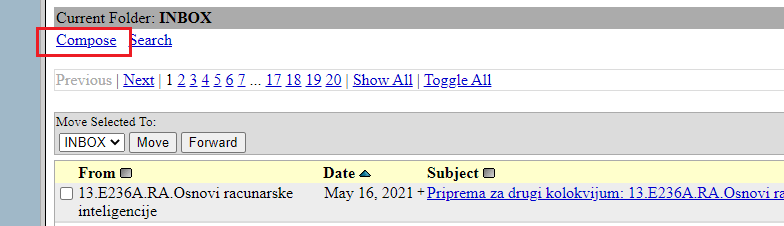 Current Folder: INBOX
Compose Search
Previous | Next | 1 2 3 4 5 6 7 ... 17 18 19 20 | Show All | Toggle All
Move Selected To:
INBOX Move Forward
From Date Subject
13.E236A.RA.Osnovi racunarske May 16, 2021 + Priprema za drugi kolokvijum: 13.E236A.RA.Osnovi ra
inteligencije